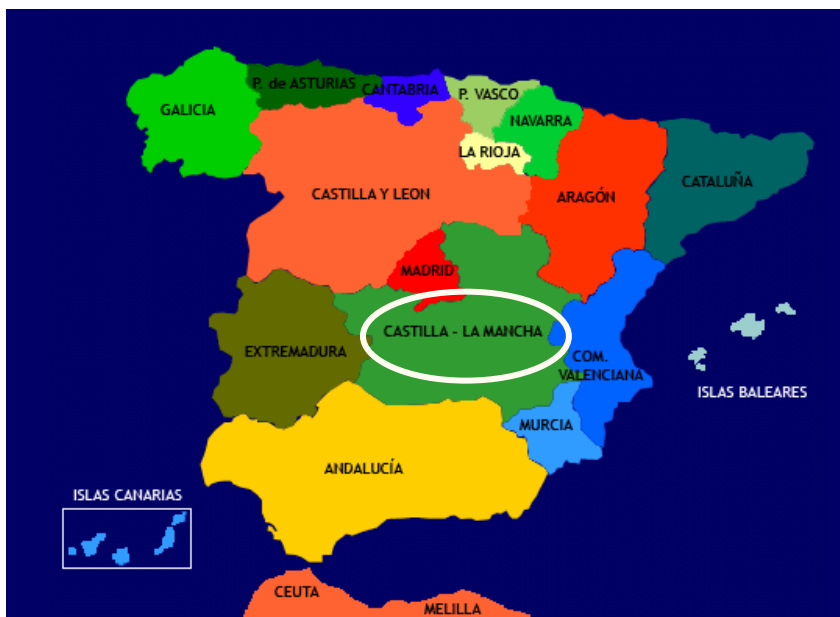 P. de ASTURIAS
CANTABRIA
P. VASCO
GALICIA
NAVARRA
LA RIOJA
CATALUÑA
CASTILLA Y LEON
ARAGÓN
MADRID
CASTILLA - LA MANCHA
EXTREMADURA
COM.
VALENCIANA
ISLAS BALEARES
MURCIA
ANDALUCÍA
ISLAS CANARIAS
CEUTA
MELILLA